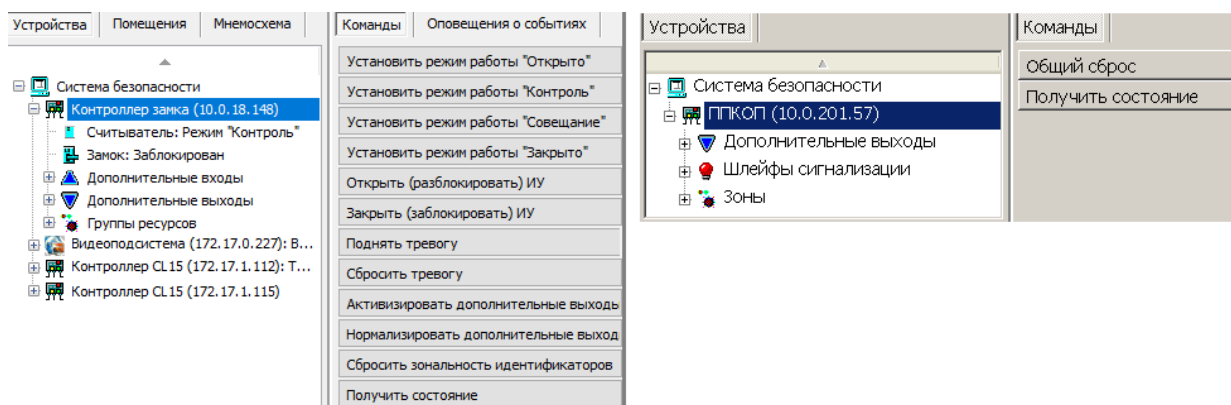 Устройства
Помещения
Мнемосхема
Система безопасности
Контроллер замка (10.0.18.148)
Считыватель: Режим "Контроль"
Замок: Заблокирован
Дополнительные входы
Дополнительные выходы
Группы ресурсов
Видеоподсистема (172.17.0.227): В...
Контроллер CL15 (172.17.1.112): Т...
Контроллер CL15 (172.17.1.115)
Команды
Оповещения о событиях
Установить режим работы "Открыто"
Установить режим работы "Контроль"
Установить режим работы "Совещание"
Установить режим работы "Закрыто"
Открыть (разблокировать) ИУ
Закрыть (заблокировать) ИУ
Поднять тревогу
Сбросить тревогу
Активизировать дополнительные выходы
Нормализировать дополнительные выход
Сбросить зональность идентификаторов
Получить состояние
Устройства
Система безопасности
ППКОП (10.0.201.57)
Дополнительные выходы
Шлейфы сигнализации
Зоны
Команды
Общий сброс
Получить состояние